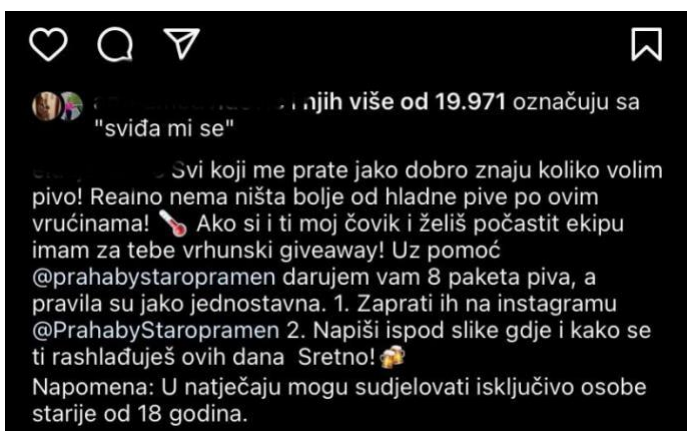 i njih više od 19.971 označuju sa
"sviđa mi se"
Svi koji me prate jako dobro znaju koliko volim
pivo! Realno nema ništa bolje od hladne pive po ovim
vrućinama! 🌡️ Ako si i ti moj čovik i želiš počastit ekipu
imam za tebe vrhunski giveaway! Uz pomoć
@prahabystaropramen darujem vam 8 paketa piva, a
pravila su jako jednostavna. 1. Zaprati ih na instagramu
@PrahabyStaropramen 2. Napiši ispod slike gdje i kako se
ti rashlađuješ ovih dana  Sretno!🍻
Napomena: U natječaju mogu sudjelovati isključivo osobe
starije od 18 godina.